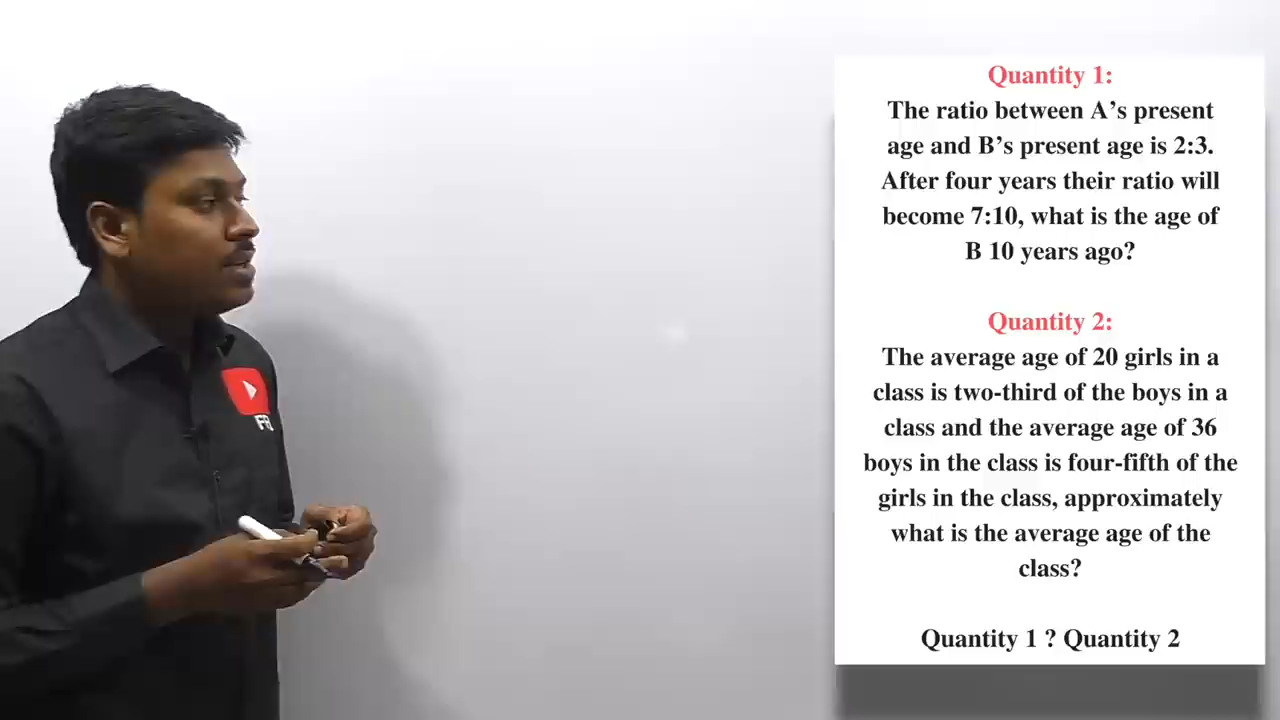 Quantity 1:
The ratio between A’s present
age and B’s present age is 2:3.
After four years their ratio will
become 7:10, what is the age of
B 10 years ago?
Quantity 2:
The average age of 20 girls in a
class is two-third of the boys in a
class and the average age of 36
boys in the class is four-fifth of the
girls in the class, approximately
what is the average age of the
class?
Quantity 1 ? Quantity 2